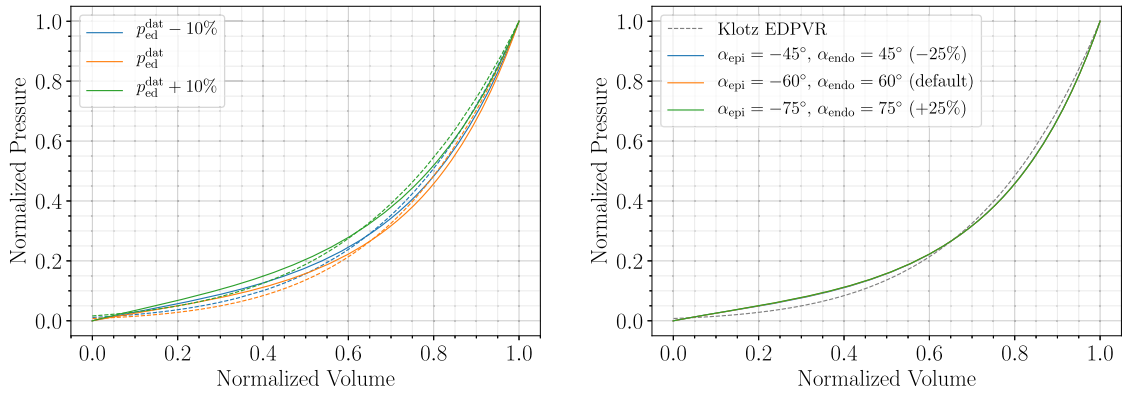 Normalized Pressure
1.0
0.8
0.6
0.4
0.2
0.0
p_ed^dat − 10%
p_ed^dat
p_ed^dat + 10%
0.0 0.2 0.4 0.6 0.8 1.0
Normalized Volume
Normalized Pressure
1.0
0.8
0.6
0.4
0.2
0.0
Klotz EDPVR
α_epi = −45°, α_endo = 45° (−25%)
α_epi = −60°, α_endo = 60° (default)
α_epi = −75°, α_endo = 75° (+25%)
0.0 0.2 0.4 0.6 0.8 1.0
Normalized Volume